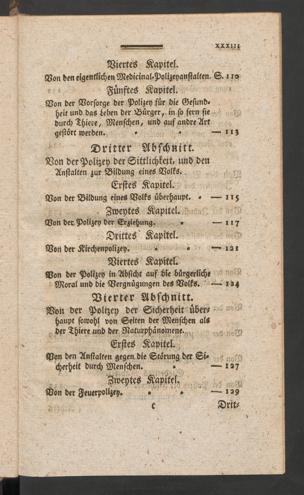 XXXIII
Viertes Kapitel.
Von den eigentlichen Medicinal-Polizeyanstalten. S. 110
Fünftes Kapitel.
Von der Vorsorge der Polizey für die Gesund-
heit und das Leben der Bürger, in so fern sie
durch Thiere, Menschen, und auf andre Art
gestört werden. — 113
Dritter Abschnitt.
Von der Polizey der Sittlichkeit, und den
Anstalten zur Bildung eines Volks.
Erstes Kapitel.
Von der Bildung eines Volks überhaupt. — 115
Zweytes Kapitel.
Von der Polizey der Erziehung. — 117
Drittes Kapitel.
Von der Kirchenpolizey. — 121
Viertes Kapitel.
Von der Polizey in Absicht auf die bürgerliche
Moral und die Vergnügungen des Volks. — 124
Vierter Abschnitt.
Von der Polizey der Sicherheit über-
haupt sowohl von Seiten der Menschen als
der Thiere und der Naturphänomene.
Erstes Kapitel.
Von den Anstalten gegen die Störung der Si-
cherheit durch Menschen. — 127
Zweytes Kapitel.
Von der Feuerpolizey. — 129
c Drit-